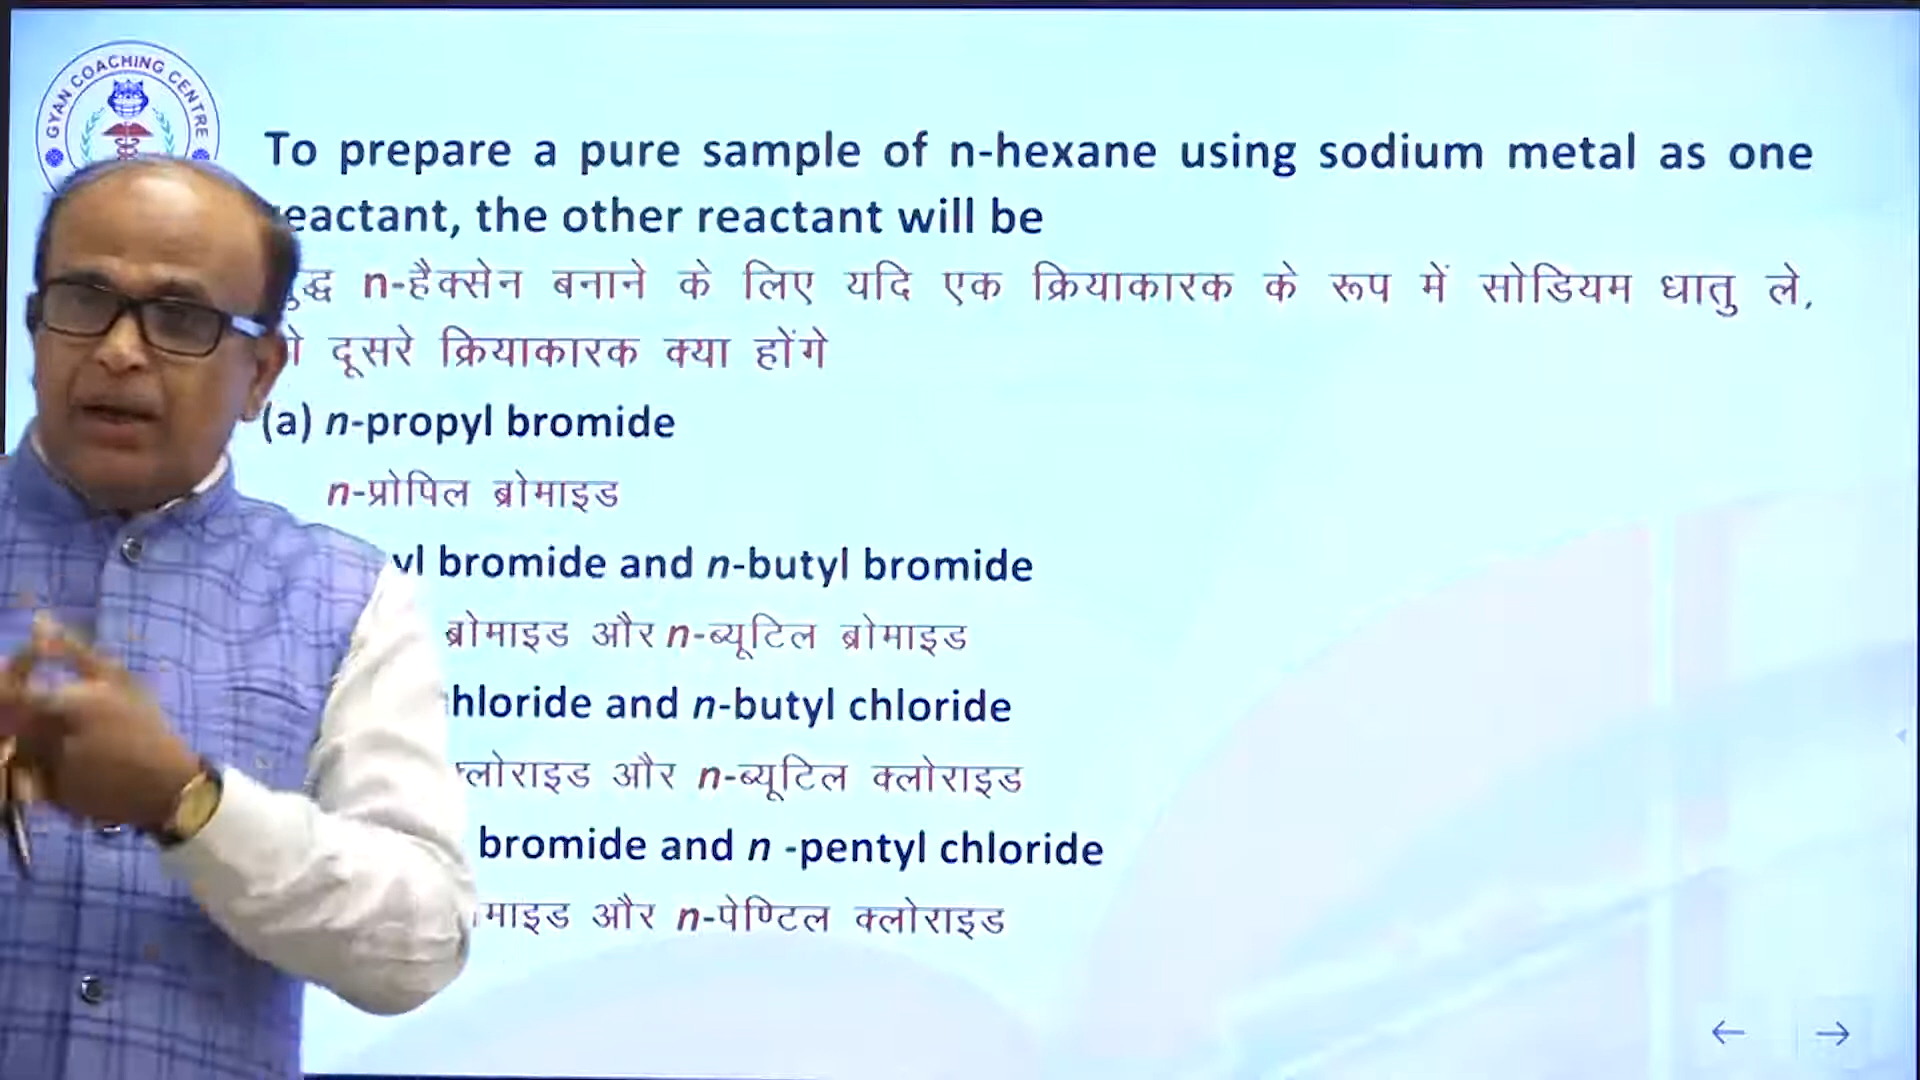 GYAN COACHING CENTRE
To prepare a pure sample of n-hexane using sodium metal as one
eactant, the other reactant will be
n-हैक्सेन बनाने के लिए यदि एक क्रियाकारक के रूप में सोडियम धातु ले,
दूसरे क्रियाकारक क्या होंगे
(a) n-propyl bromide
n-प्रोपिल ब्रोमाइड
yl bromide and n-butyl bromide
ब्रोमाइड और n-ब्यूटिल ब्रोमाइड
hloride and n-butyl chloride
लोराइड और n-ब्यूटिल क्लोराइड
bromide and n -pentyl chloride
माइड और n-पेण्टिल क्लोराइड